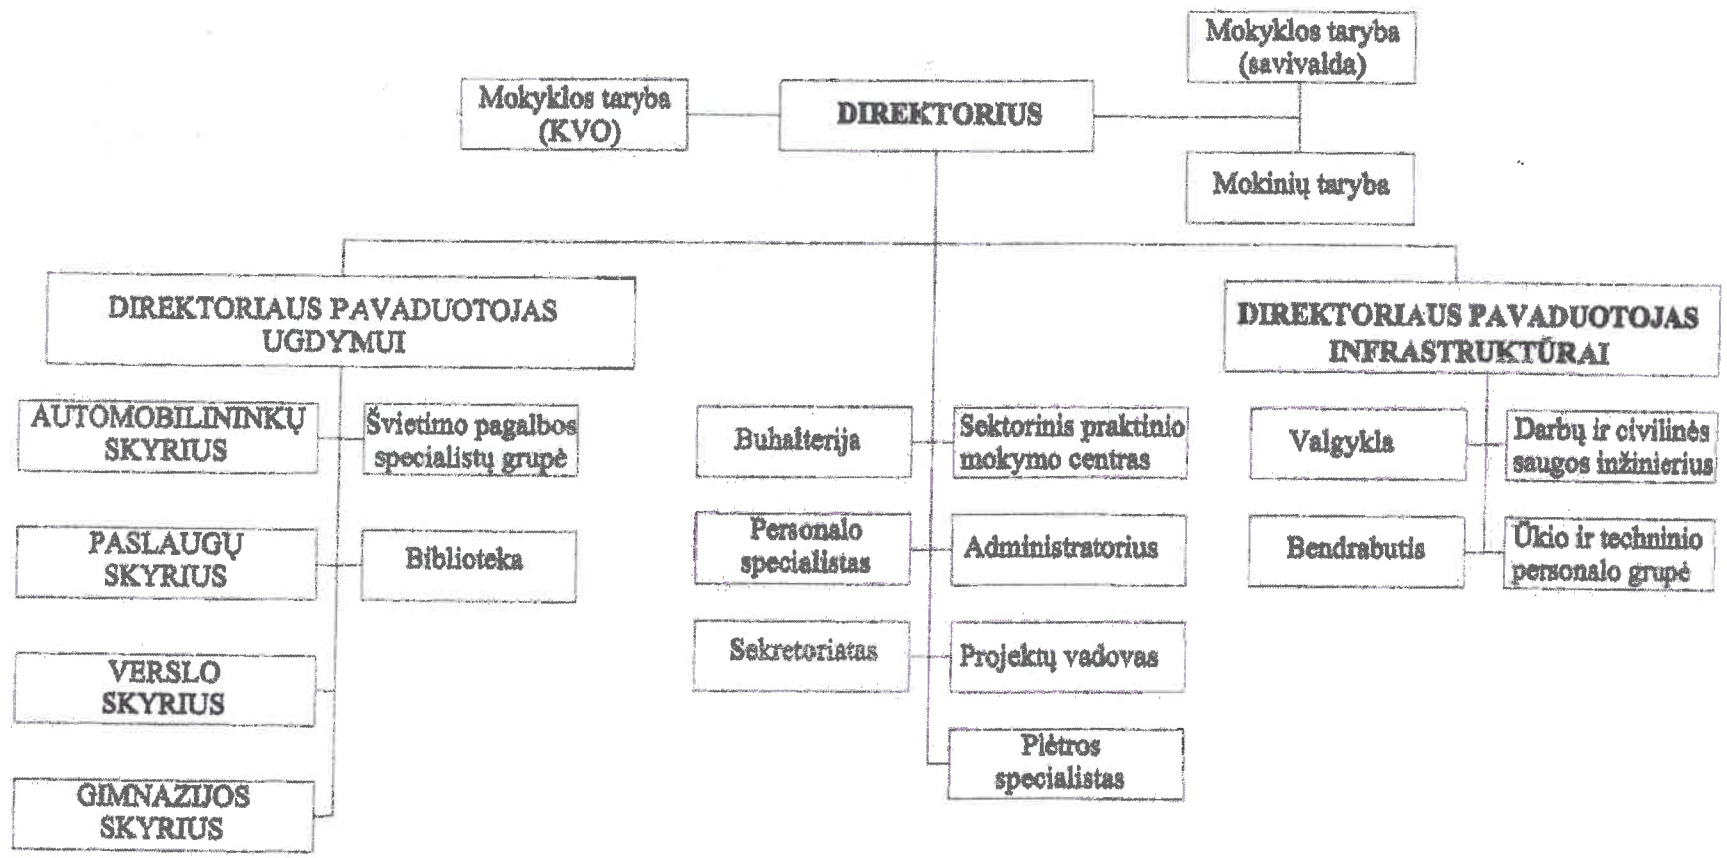 Mokyklos taryba
(savivalda)
Mokyklos taryba
(KVO)
DIREKTORIUS
Mokinių taryba
DIREKTORIAUS PAVADUOTOJAS
UGDYMUI
DIREKTORIAUS PAVADUOTOJAS
INFRASTRUKTŪRAI
AUTOMOBILININKŲ
SKYRIUS
Švietimo pagalbos
specialistų grupė
Buhalterija
Sektorinis praktinio
mokymo centras
Valgykla
Darbų ir civilinės
saugos inžinierius
PASLAUGŲ
SKYRIUS
Biblioteka
Personalo
specialistas
Administratorius
Bendrabutis
Ūkio ir techninio
personalo grupė
VERSLO
SKYRIUS
Sekretoriatas
Projektų vadovas
Plėtros
specialistas
GIMNAZIJOS
SKYRIUS